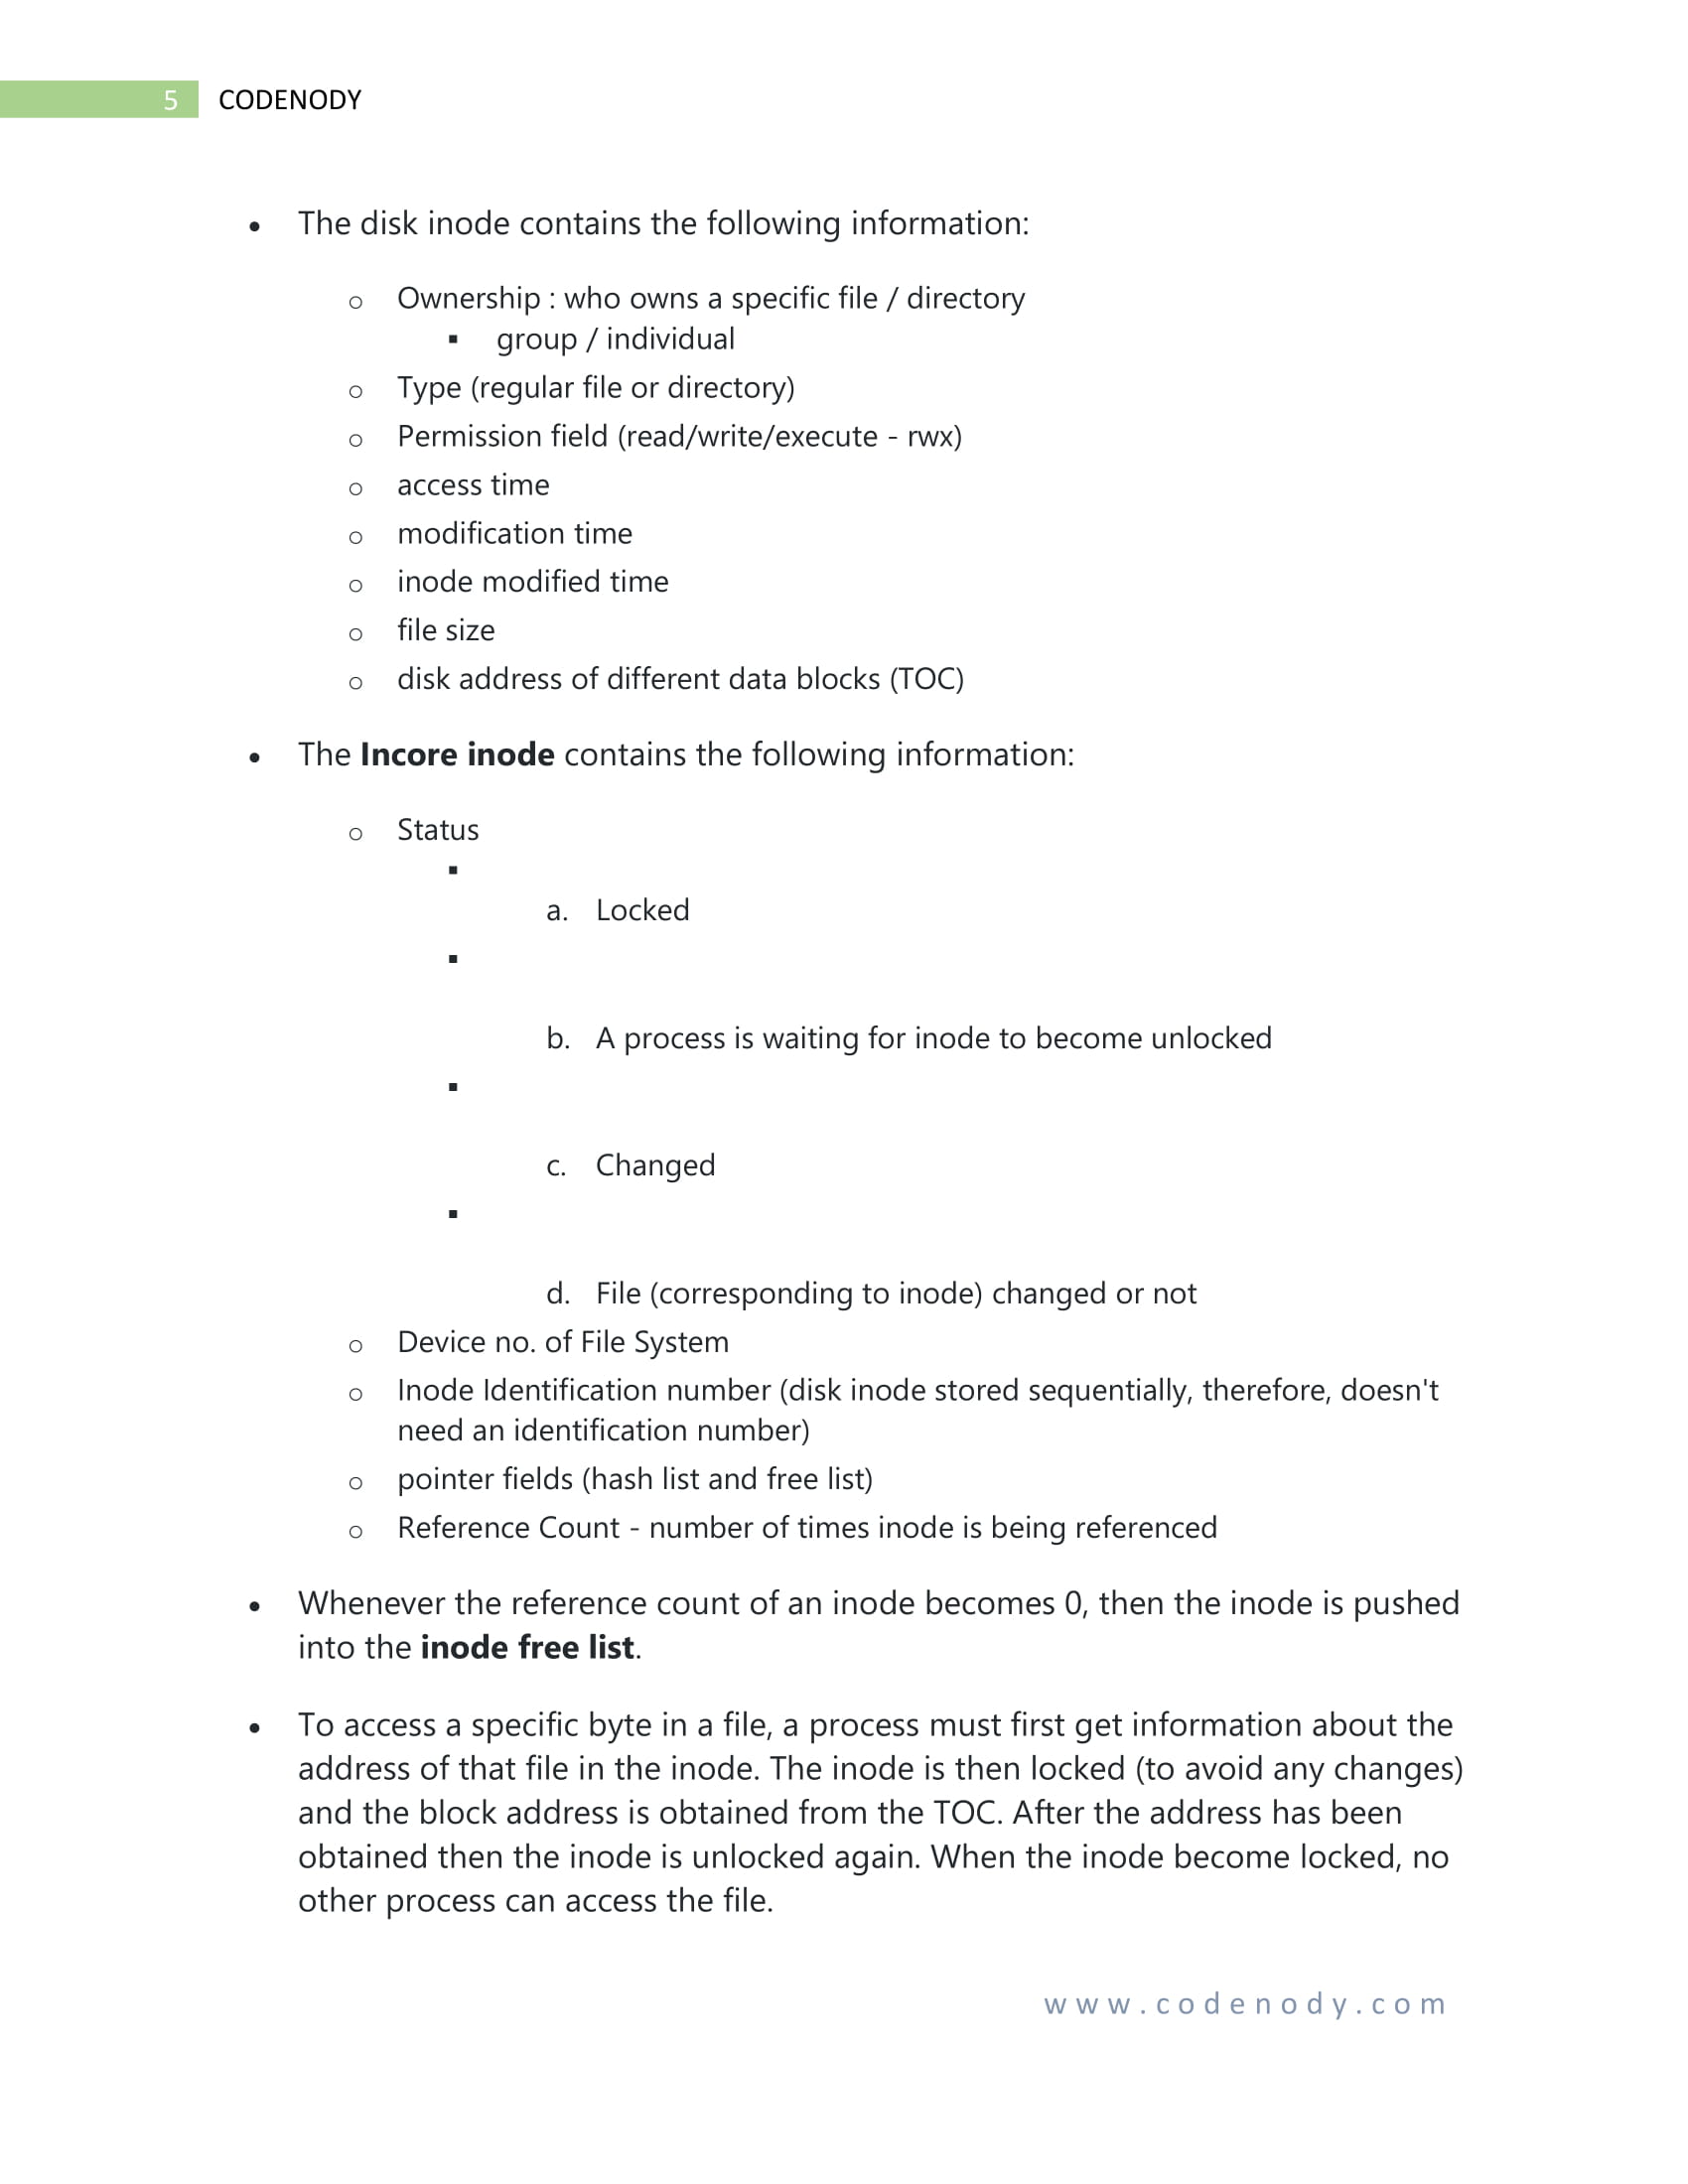 5 CODENODY
• The disk inode contains the following information:
o Ownership : who owns a specific file / directory
▪ group / individual
o Type (regular file or directory)
o Permission field (read/write/execute - rwx)
o access time
o modification time
o inode modified time
o file size
o disk address of different data blocks (TOC)
• The Incore inode contains the following information:
o Status
▪
a. Locked
▪
b. A process is waiting for inode to become unlocked
▪
c. Changed
▪
d. File (corresponding to inode) changed or not
o Device no. of File System
o Inode Identification number (disk inode stored sequentially, therefore, doesn't
need an identification number)
o pointer fields (hash list and free list)
o Reference Count - number of times inode is being referenced
• Whenever the reference count of an inode becomes 0, then the inode is pushed
into the inode free list.
• To access a specific byte in a file, a process must first get information about the
address of that file in the inode. The inode is then locked (to avoid any changes)
and the block address is obtained from the TOC. After the address has been
obtained then the inode is unlocked again. When the inode become locked, no
other process can access the file.
www.codenody.com